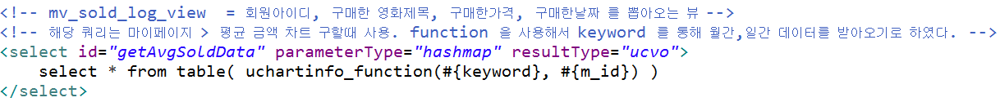 <!-- mv_sold_log_view  = 회원아이디, 구매한 영화제목, 구매한가격, 구매한날짜 를 뽑아오는 뷰 -->
<!-- 해당 쿼리는 마이페이지 > 평균 금액 차트 구할때 사용. function 을 사용해서 keyword 를 통해 월간,일간 데이터를 받아오기로 하였다. -->
<select id="getAvgSoldData" parameterType="hashmap" resultType="ucvo">
    select * from table( uchartinfo_function(#{keyword}, #{m_id}) )
</select>